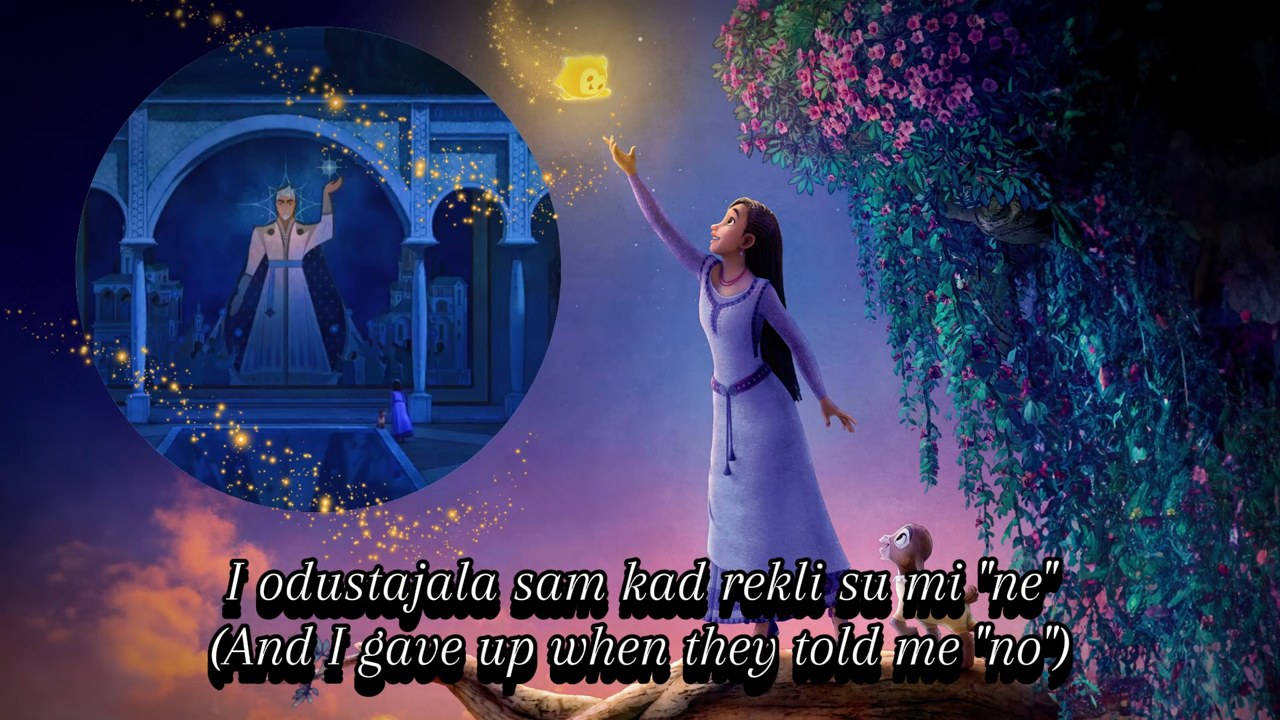 I odustajala sam kad rekli su mi "ne"
(And I gave up when they told me "no")